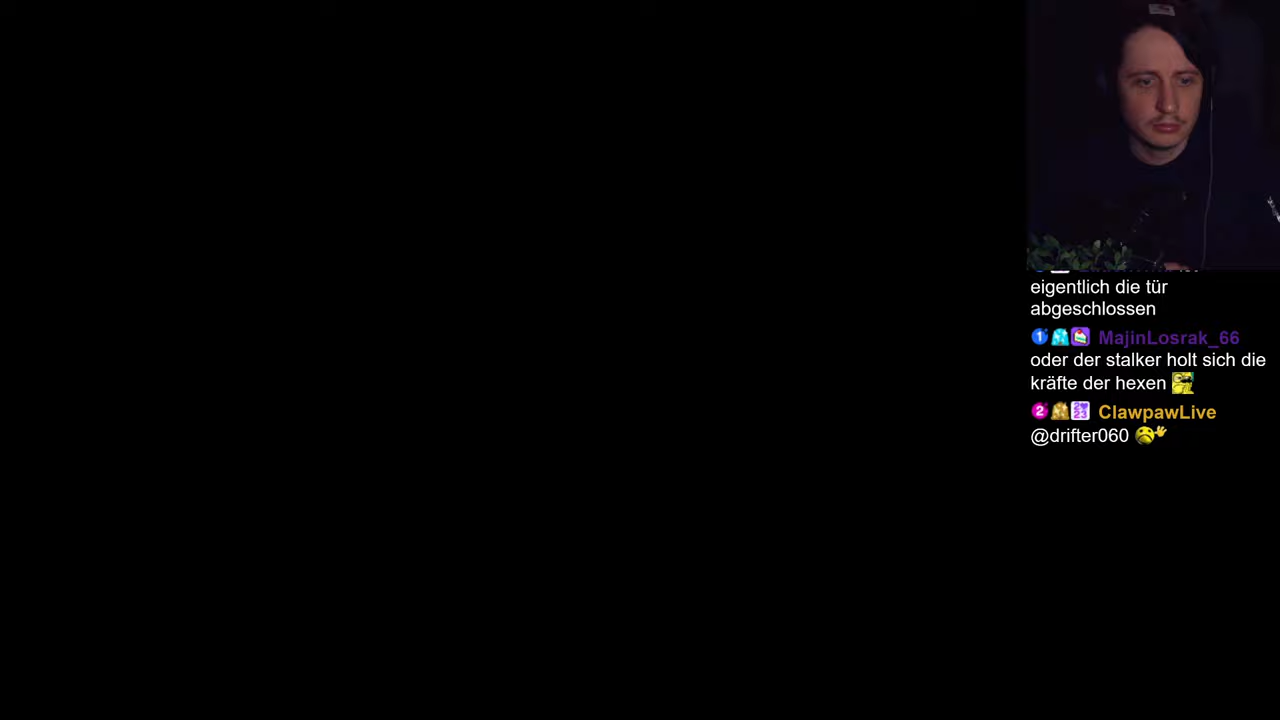 eigentlich die tür
abgeschlossen
MajinLosrak_66
oder der stalker holt sich die
kräfte der hexen
ClawpawLive
@drifter060